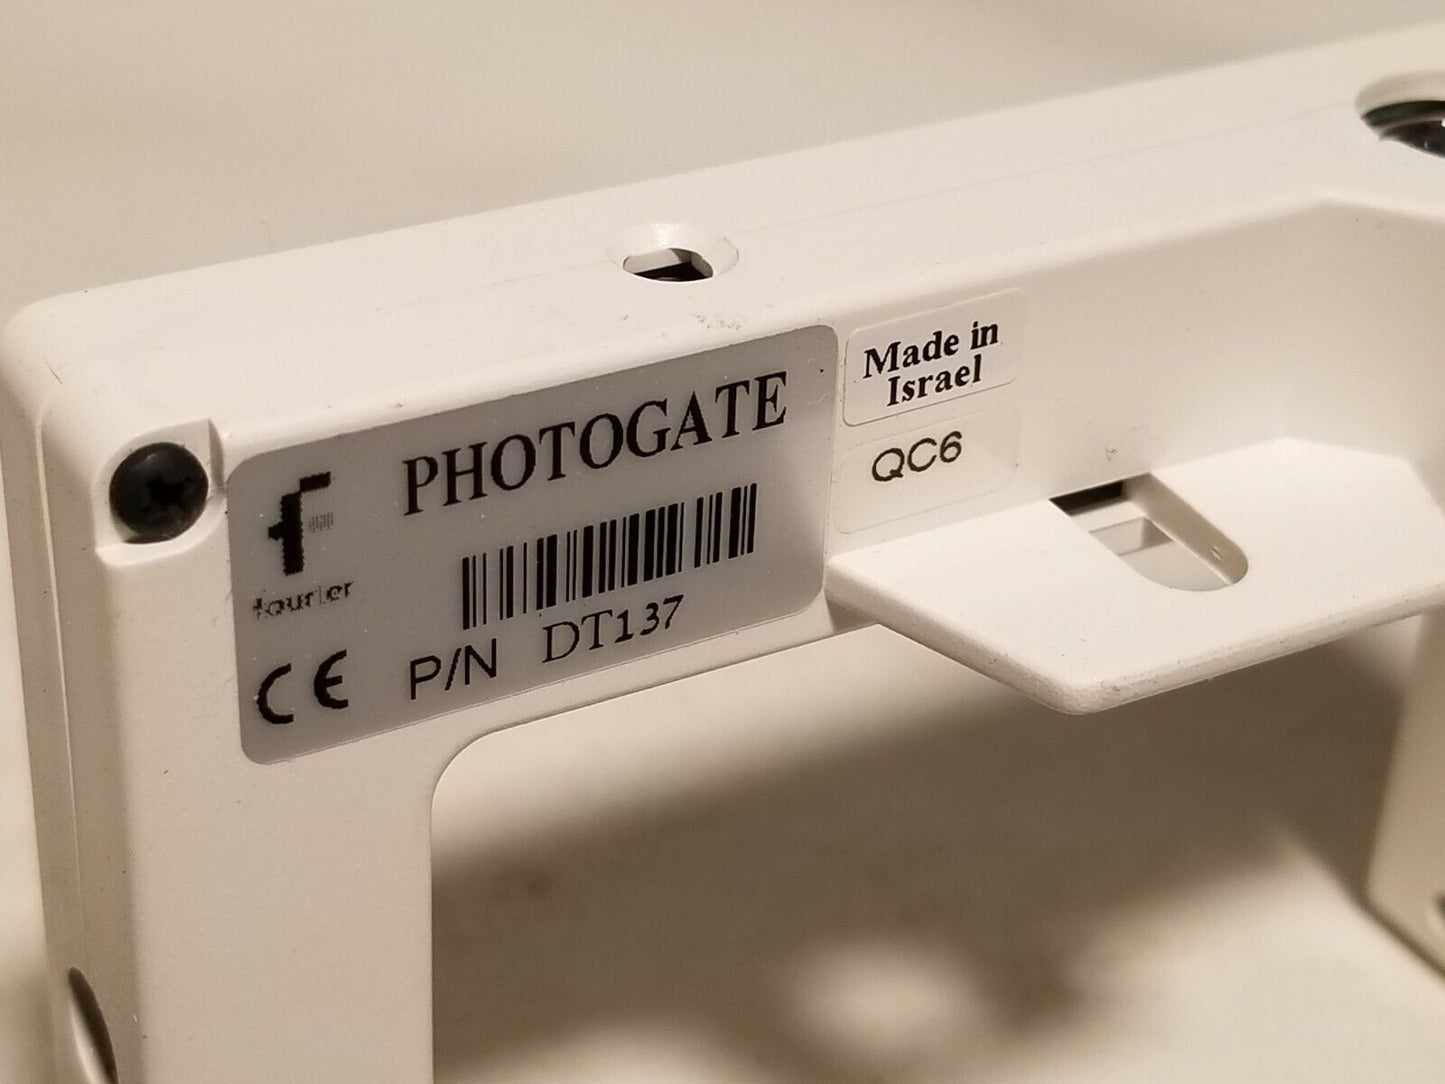 PHOTOGATE
fourier
P/N DT137
CE
Made in
Israel
QC6